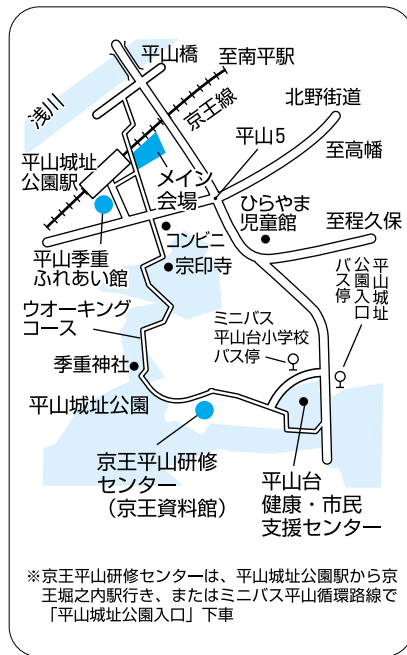 平山橋
至南平駅
浅川
京王線
北野街道
平山5
至高幡
平山城址
公園駅
メイン
会場
ひらやま
児童館
至程久保
平山季重
ふれあい館
コンビニ
宗印寺
平山城址
公園入口
バス停
ウオーキング
コース
ミニバス
平山台小学校
バス停
季重神社
平山城址公園
京王平山研修
センター
（京王資料館）
平山台
健康・市民
支援センター
※京王平山研修センターは、平山城址公園駅から京
王堀之内駅行き、またはミニバス平山循環路線で
「平山城址公園入口」下車